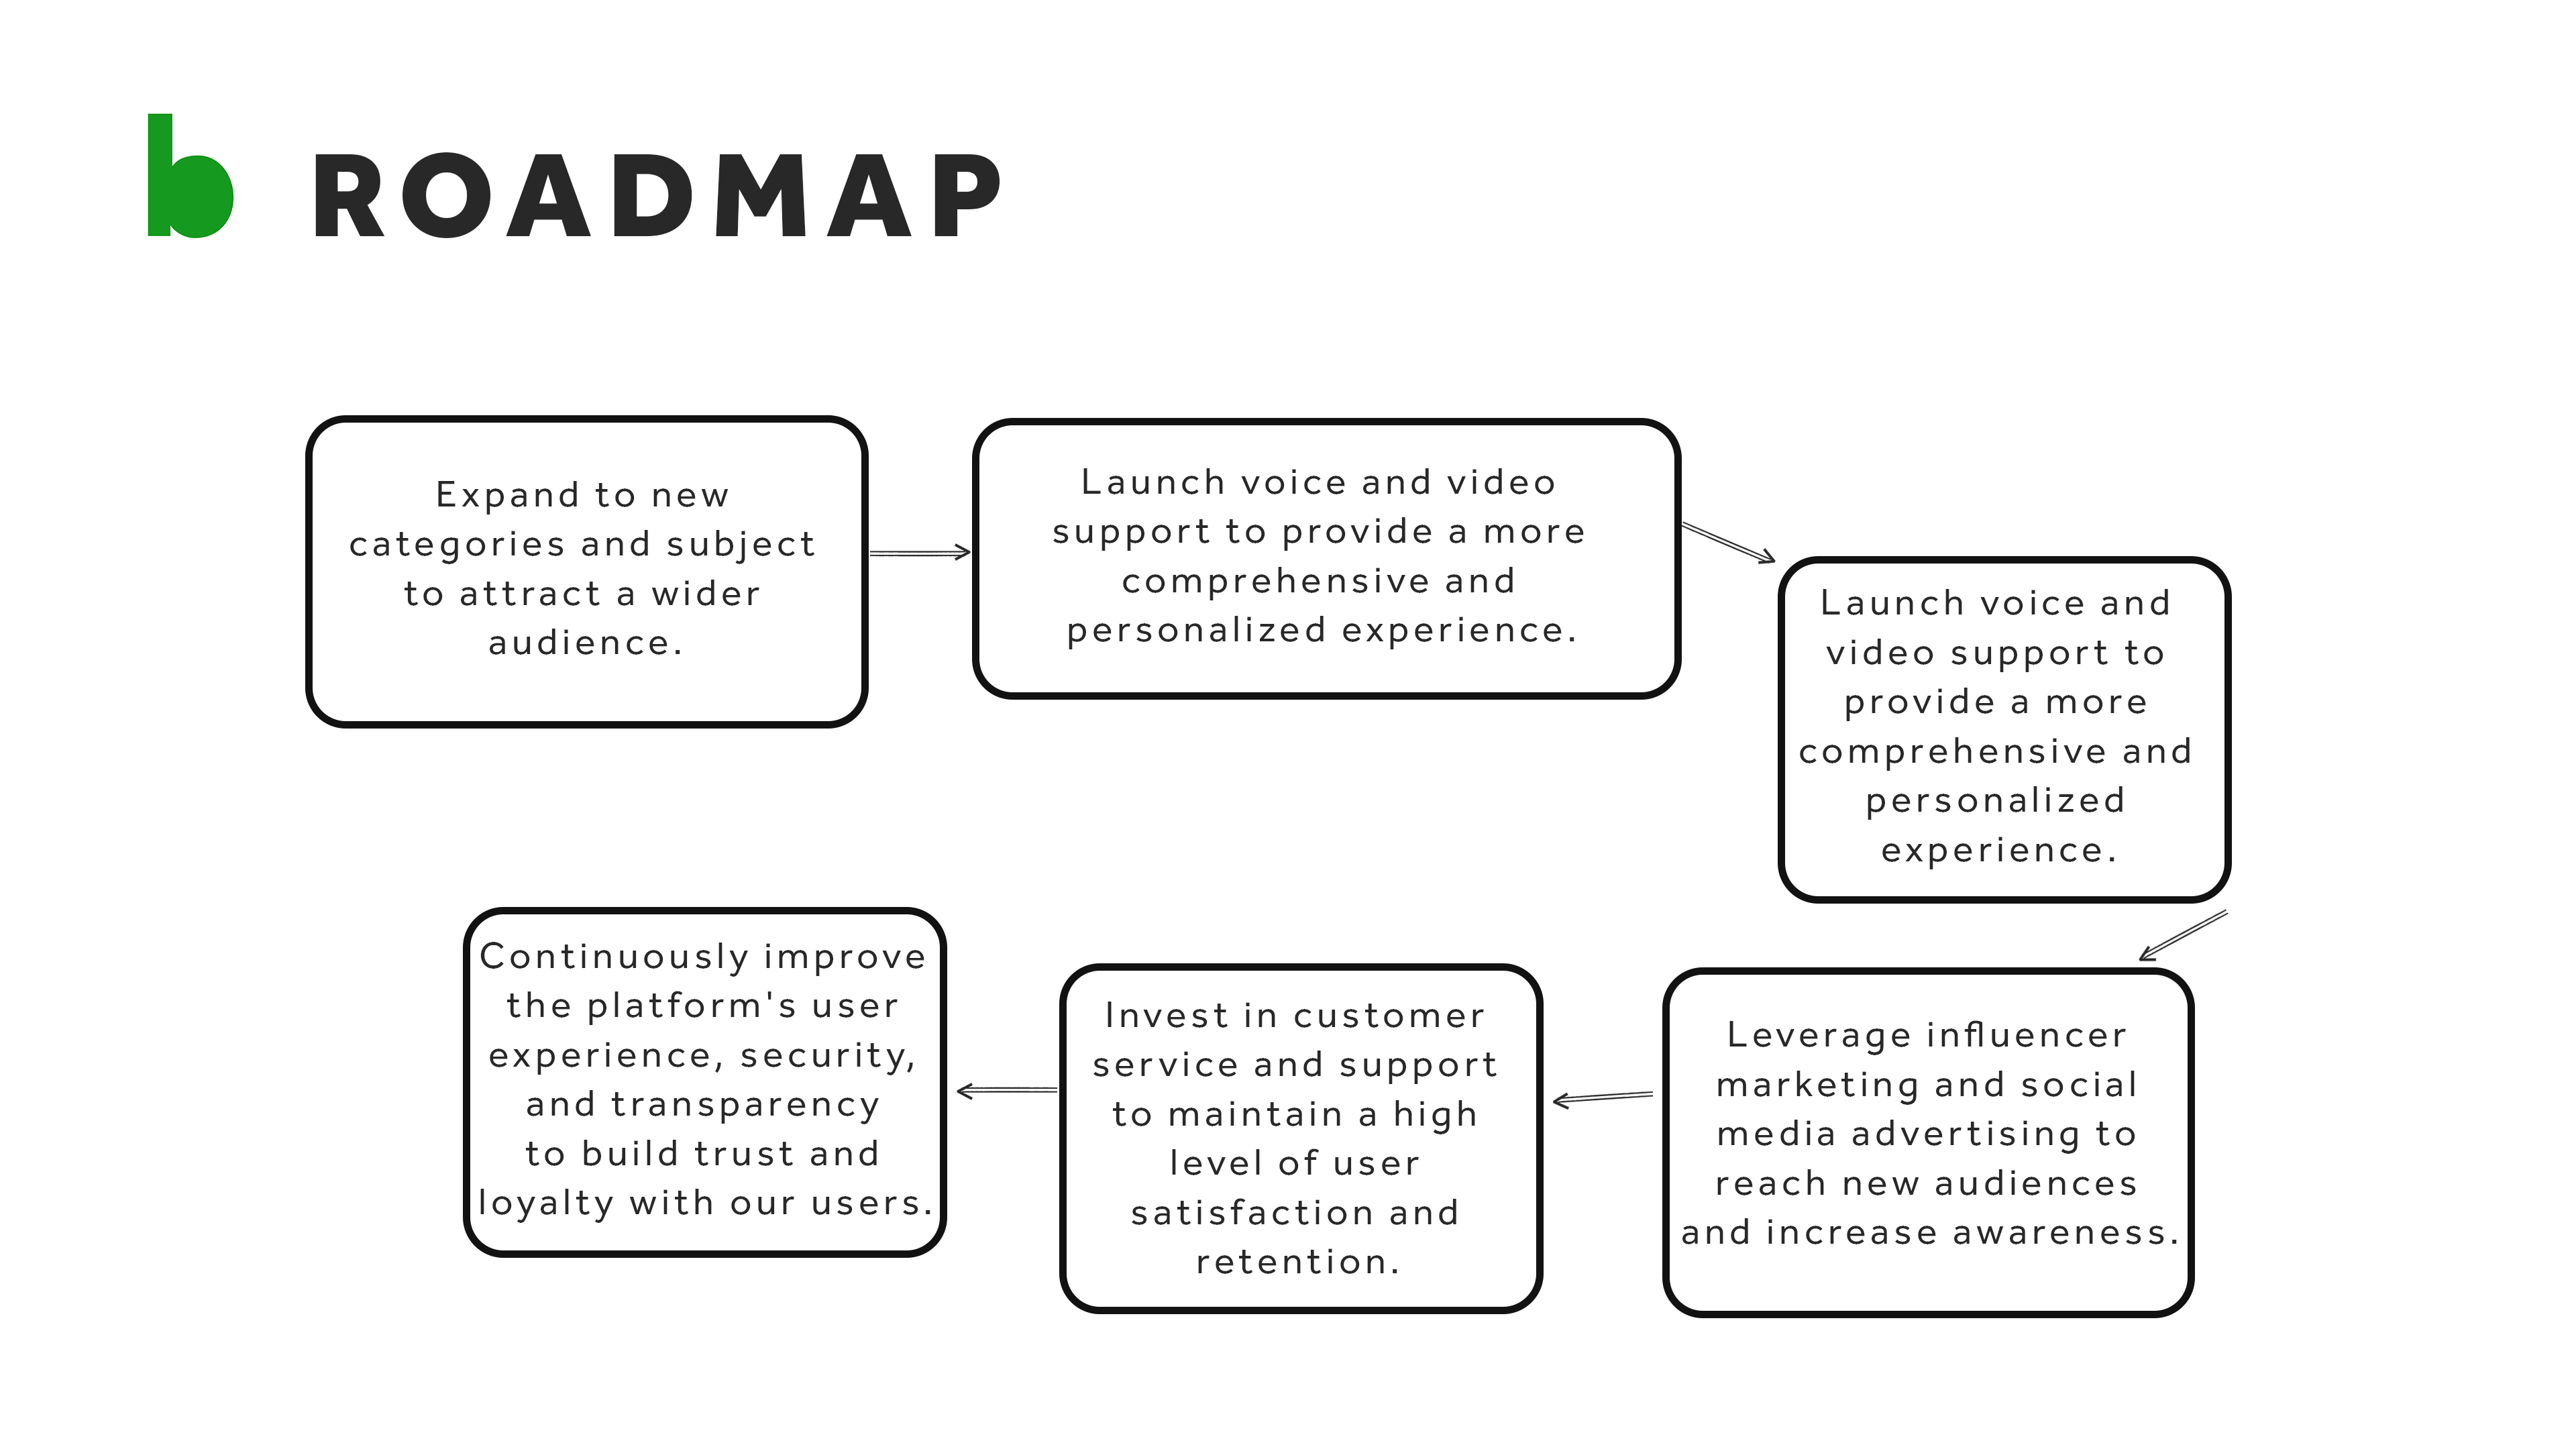 b ROADMAP
Expand to new
categories and subject
to attract a wider
audience.
Launch voice and video
support to provide a more
comprehensive and
personalized experience.
Launch voice and
video support to
provide a more
comprehensive and
personalized
experience.
Leverage influencer
marketing and social
media advertising to
reach new audiences
and increase awareness.
Invest in customer
service and support
to maintain a high
level of user
satisfaction and
retention.
Continuously improve
the platform's user
experience, security,
and transparency
to build trust and
loyalty with our users.